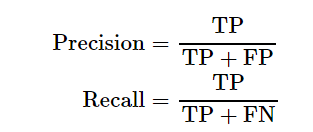 Precision = TP / TP + FP
Recall = TP / TP + FN